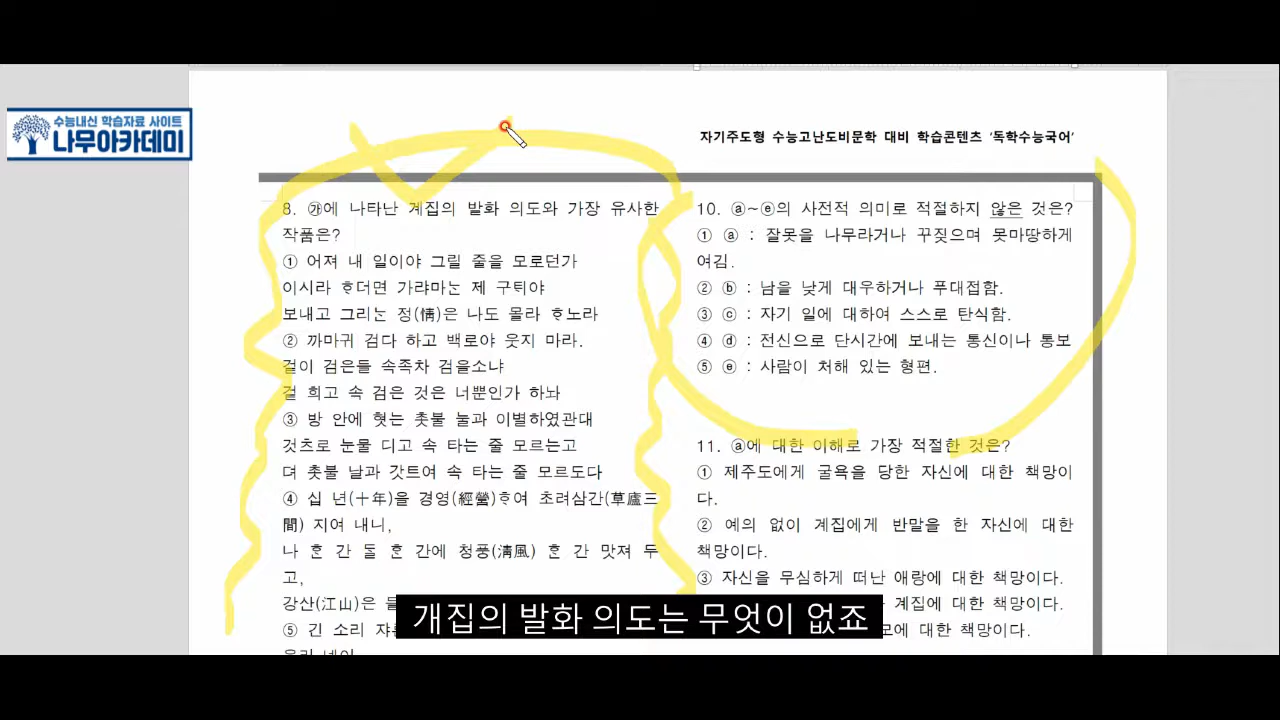 수능내신 학습자료 사이트
나무아카데미
자기주도형 수능고난도비문학 대비 학습콘텐츠 '독학수능국어'
8. ㉮에 나타난 계집의 발화 의도와 가장 유사한
작품은?
① 어져 내 일이야 그릴 줄을 모로던가
이시라 ᄒᆞ더면 가랴마ᄂᆞᆫ 제 구ᄐᆡ야
보내고 그리ᄂᆞᆫ 정(情)은 나도 몰라 ᄒᆞ노라
② 까마귀 검다 하고 백로야 웃지 마라.
겉이 검은들 속족차 검을소냐
겉 희고 속 검은 것은 너뿐인가 하노
③ 방 안에 혓는 촛불 눌과 이별하였관대
것츠로 눈물 디고 속 타는 줄 모르는고
뎌 촛불 날과 갓트여 속 타는 줄 모르도다
④ 십 년(十年)을 경영(經營)ᄒᆞ여 초려삼간(草廬三
間) 지여 내니,
나 ᄒᆞᆫ 간 ᄃᆞᆯ ᄒᆞᆫ 간에 청풍(淸風) ᄒᆞᆫ 간 맛져 두
고,
강산(江山)은
⑤ 긴 소리
10. ⓐ~ⓔ의 사전적 의미로 적절하지 않은 것은?
① ⓐ : 잘못을 나무라거나 꾸짖으며 못마땅하게
여김.
② ⓑ : 남을 낮게 대우하거나 푸대접함.
③ ⓒ : 자기 일에 대하여 스스로 탄식함.
④ ⓓ : 전신으로 단시간에 보내는 통신이나 통보
⑤ ⓔ : 사람이 처해 있는 형편.
11. ⓐ에 대한 이해로 가장 적절한 것은?
① 제주도에게 굴욕을 당한 자신에 대한 책망이
다.
② 예의 없이 계집에게 반말을 한 자신에 대한
책망이다.
③ 자신을 무심하게 떠난 애랑에 대한 책망이다.
계집에 대한 책망이다.
에 대한 책망이다.
개집의 발화 의도는 무엇이 없죠